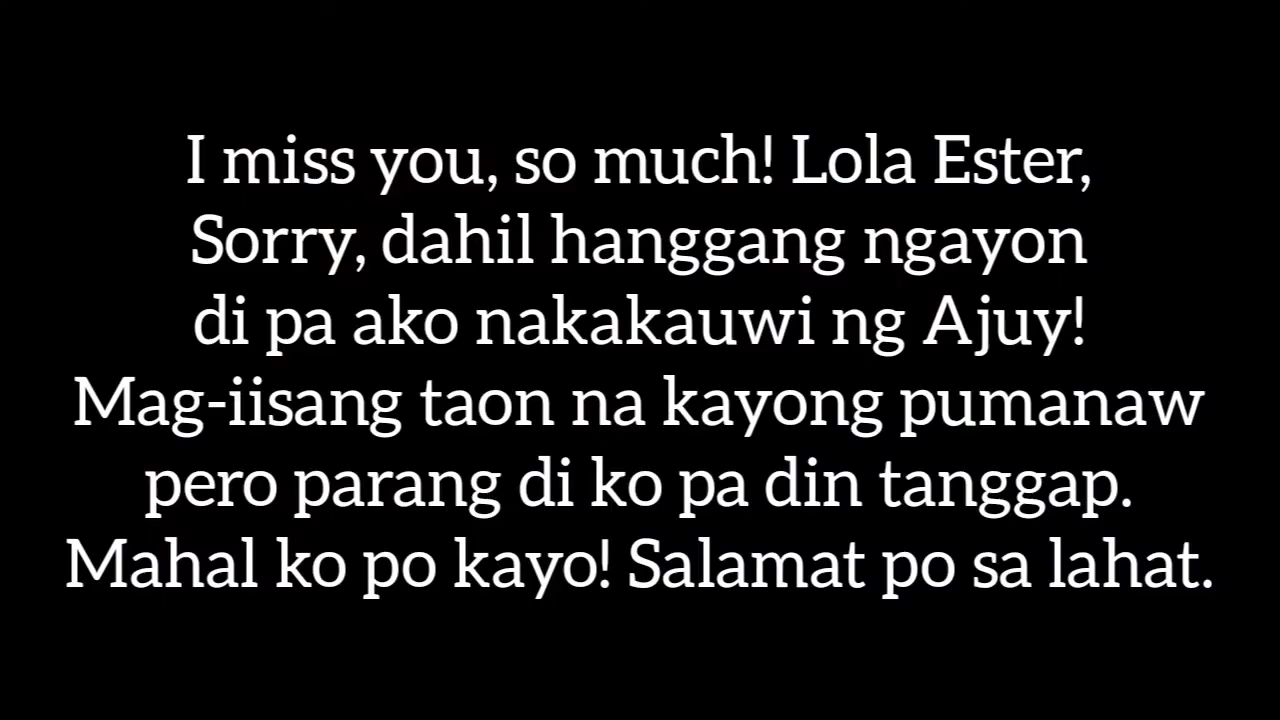 I miss you, so much! Lola Ester,
Sorry, dahil hanggang ngayon
di pa ako nakakauwi ng Ajuy!
Mag-iisang taon na kayong pumanaw
pero parang di ko pa din tanggap.
Mahal ko po kayo! Salamat po sa lahat.